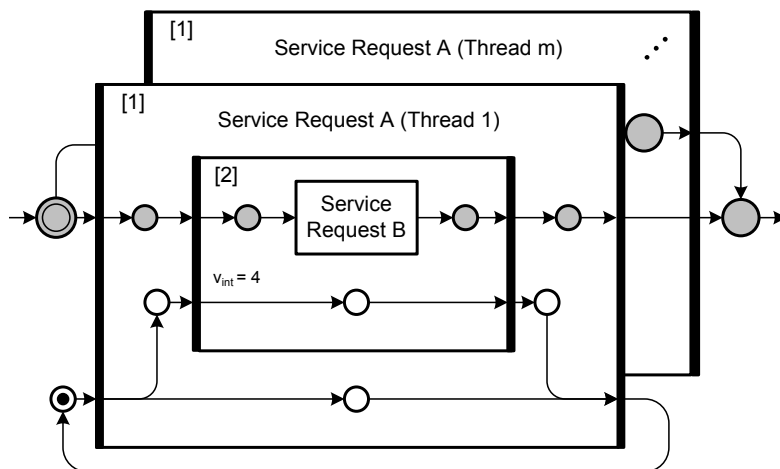 [1]
Service Request A (Thread m)
[1]
Service Request A (Thread 1)
[2]
Service
Request B
v_int = 4